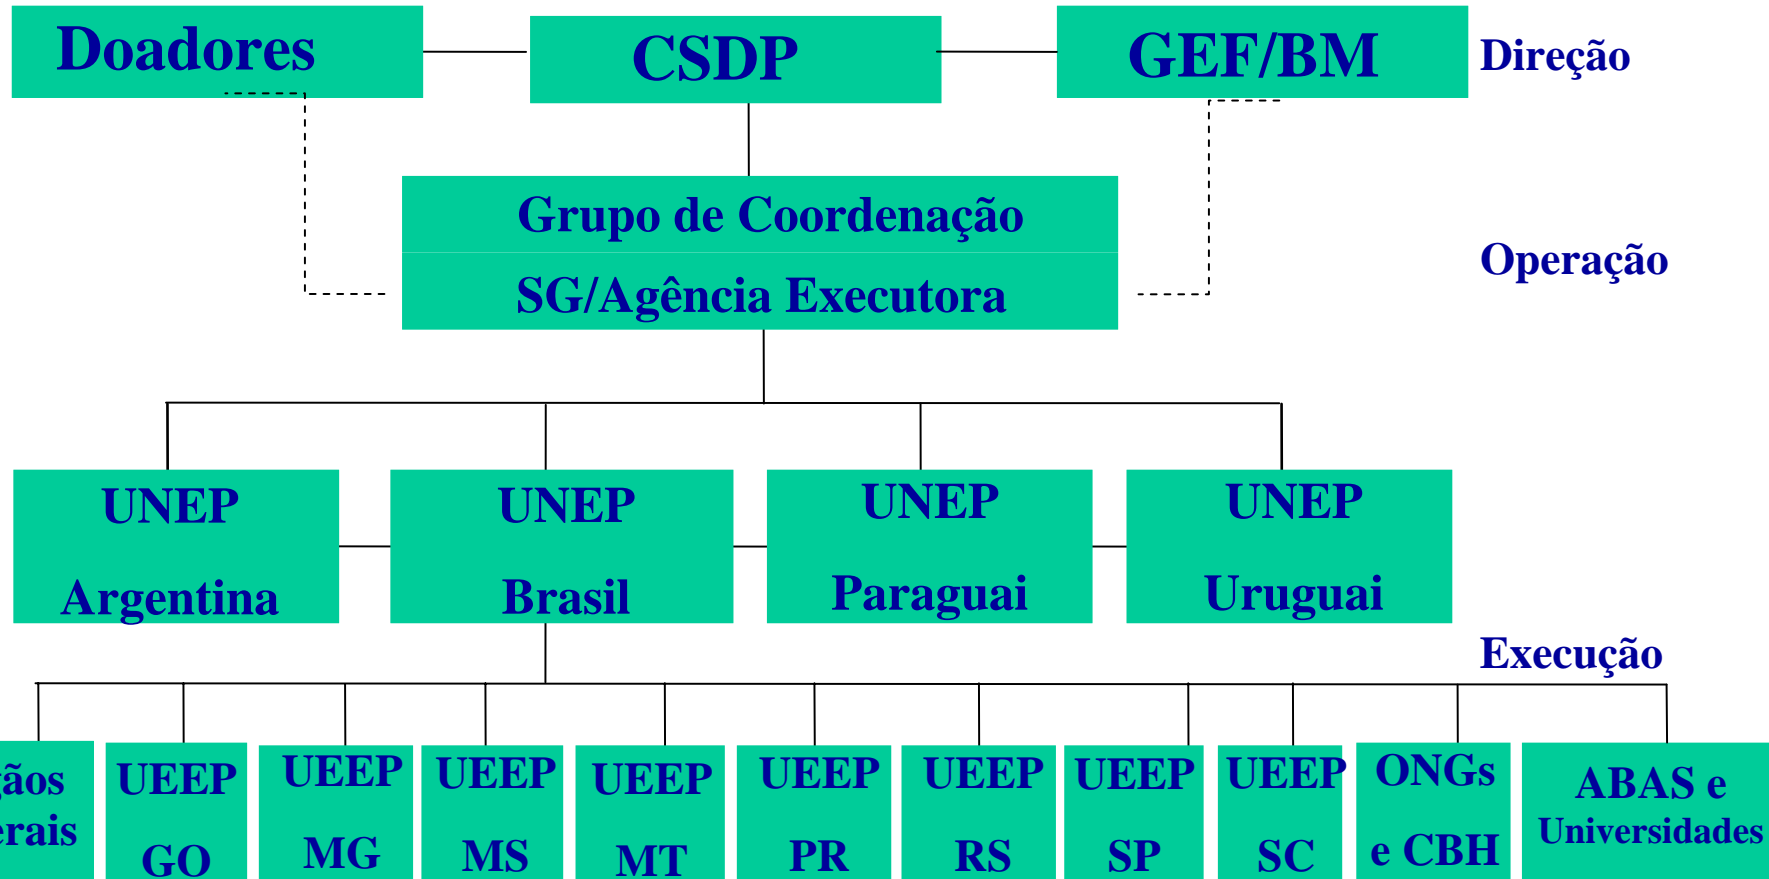 Doadores
CSDP
GEF/BM
Direção
Grupo de Coordenação
SG/Agência Executora
Operação
UNEP
Argentina
UNEP
Brasil
UNEP
Paraguai
UNEP
Uruguai
Execução
UEEP
GO
UEEP
MG
UEEP
MS
UEEP
MT
UEEP
PR
UEEP
RS
UEEP
SP
UEEP
SC
ONGs
e CBH
ABAS e
Universidades